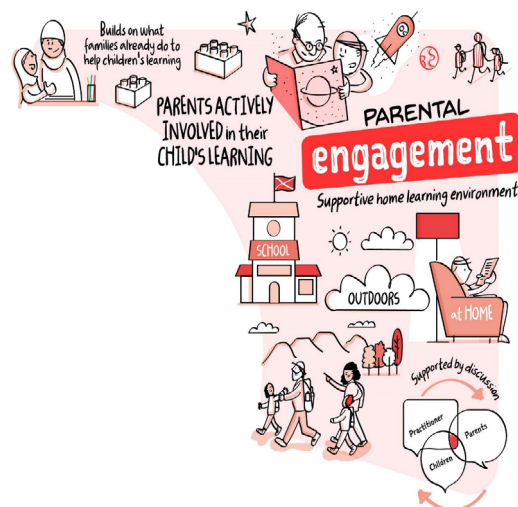 Builds on what
families already do to
help children's learning
PARENTS ACTIVELY
INVOLVED in their
CHILD'S LEARNING
PARENTAL
engagement
Supportive home learning environment
SCHOOL
OUTDOORS
at HOME
Supported by discussion
Practitioner
Parents
Children